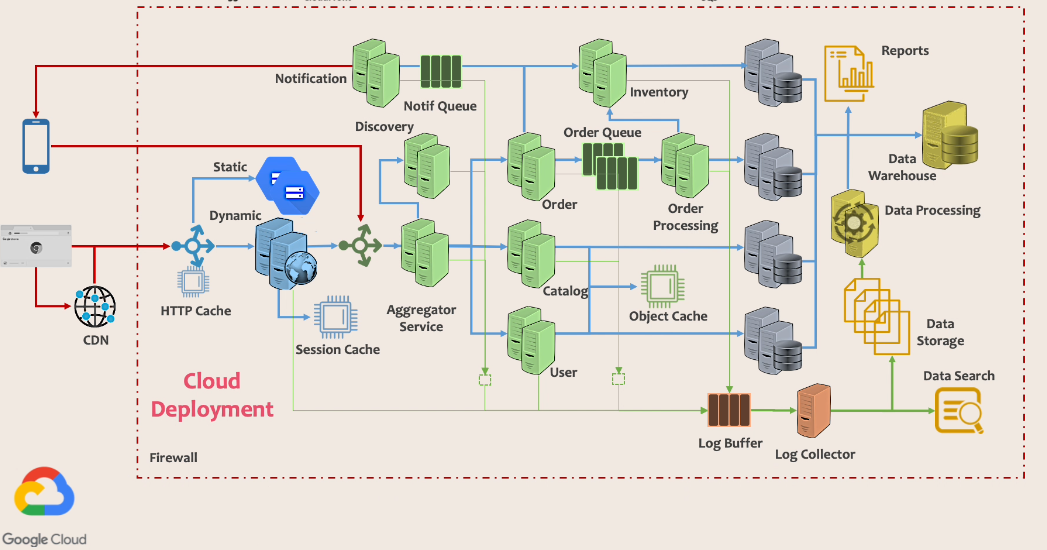 Notification
Notif Queue
Inventory
Reports
Discovery
Order Queue
Data
Warehouse
Static
Dynamic
Order
Order
Processing
Data Processing
HTTP Cache
Aggregator
Service
Catalog
Object Cache
CDN
Session Cache
User
Data
Storage
Cloud
Deployment
Data Search
Log Buffer
Log Collector
Firewall
Google Cloud